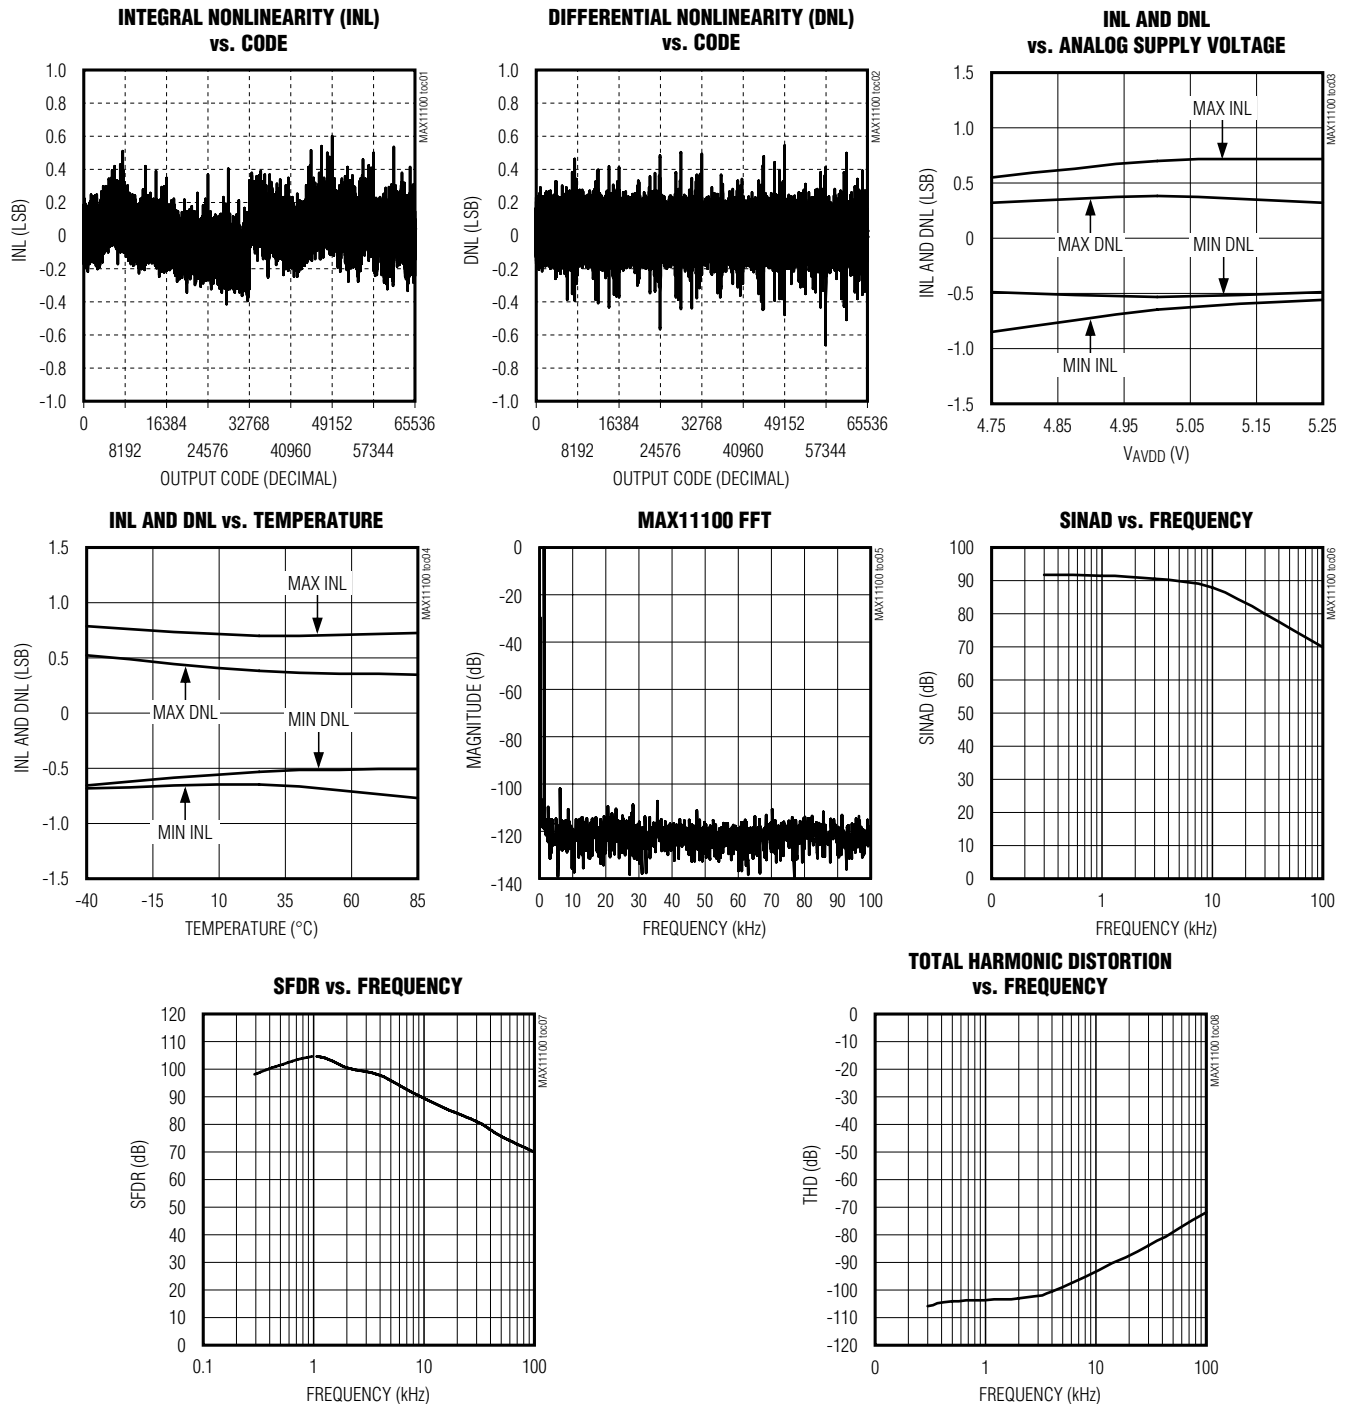 INTEGRAL NONLINEARITY (INL)
vs. CODE
1.0
0.8
0.6
0.4
0.2
0
-0.2
-0.4
-0.6
-0.8
-1.0
INL (LSB)
MAX11100 toc01
0 16384 32768 49152 65536
8192 24576 40960 57344
OUTPUT CODE (DECIMAL)
DIFFERENTIAL NONLINEARITY (DNL)
vs. CODE
1.0
0.8
0.6
0.4
0.2
0
-0.2
-0.4
-0.6
-0.8
-1.0
DNL (LSB)
MAX11100 toc02
0 16384 32768 49152 65536
8192 24576 40960 57344
OUTPUT CODE (DECIMAL)
INL AND DNL
vs. ANALOG SUPPLY VOLTAGE
1.5
1.0
0.5
0
-0.5
-1.0
-1.5
INL AND DNL (LSB)
MAX11100 toc03
MAX INL
MAX DNL
MIN DNL
MIN INL
4.75 4.85 4.95 5.05 5.15 5.25
VAVDD (V)
INL AND DNL vs. TEMPERATURE
1.5
1.0
0.5
0
-0.5
-1.0
-1.5
INL AND DNL (LSB)
MAX11100 toc04
MAX INL
MAX DNL
MIN DNL
MIN INL
-40 -15 10 35 60 85
TEMPERATURE (°C)
MAX11100 FFT
0
-20
-40
-60
-80
-100
-120
-140
MAGNITUDE (dB)
MAX11100 toc05
0 10 20 30 40 50 60 70 80 90 100
FREQUENCY (kHz)
SINAD vs. FREQUENCY
100
90
80
70
60
50
40
30
20
10
0
SINAD (dB)
MAX11100 toc06
0 1 10 100
FREQUENCY (kHz)
SFDR vs. FREQUENCY
120
110
100
90
80
70
60
50
40
30
20
10
0
SFDR (dB)
MAX11100 toc07
0.1 1 10 100
FREQUENCY (kHz)
TOTAL HARMONIC DISTORTION
vs. FREQUENCY
0
-10
-20
-30
-40
-50
-60
-70
-80
-90
-100
-110
-120
THD (dB)
MAX11100 toc08
0 1 10 100
FREQUENCY (kHz)